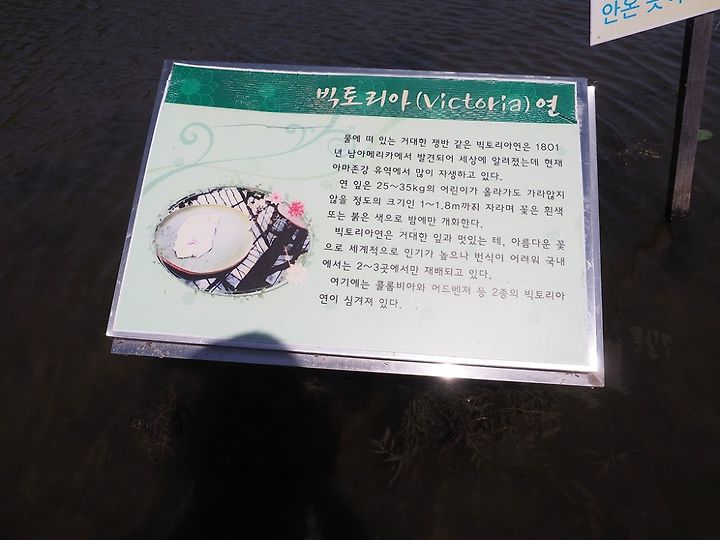 안온
빅토리아(Victoria)연
물에 떠 있는 거대한 쟁반 같은 빅토리아연은 1801
년 남아메리카에서 발견되어 세상에 알려졌는데 현재
아마존강 유역에서 많이 자생하고 있다.
연 잎은 25~35kg의 어린이가 올라가도 가라앉지
않을 정도의 크기인 1~1.8m까지 자라며 꽃은 흰색
또는 붉은 색으로 밤에만 개화한다.
빅토리아연은 거대한 잎과 멋있는 테, 아름다운 꽃
으로 세계적으로 인기가 높으나 번식이 어려워 국내
에서는 2~3곳에서만 재배되고 있다.
여기에는 콜롬비아와 어드벤처 등 2종의 빅토리아
연이 심겨져 있다.